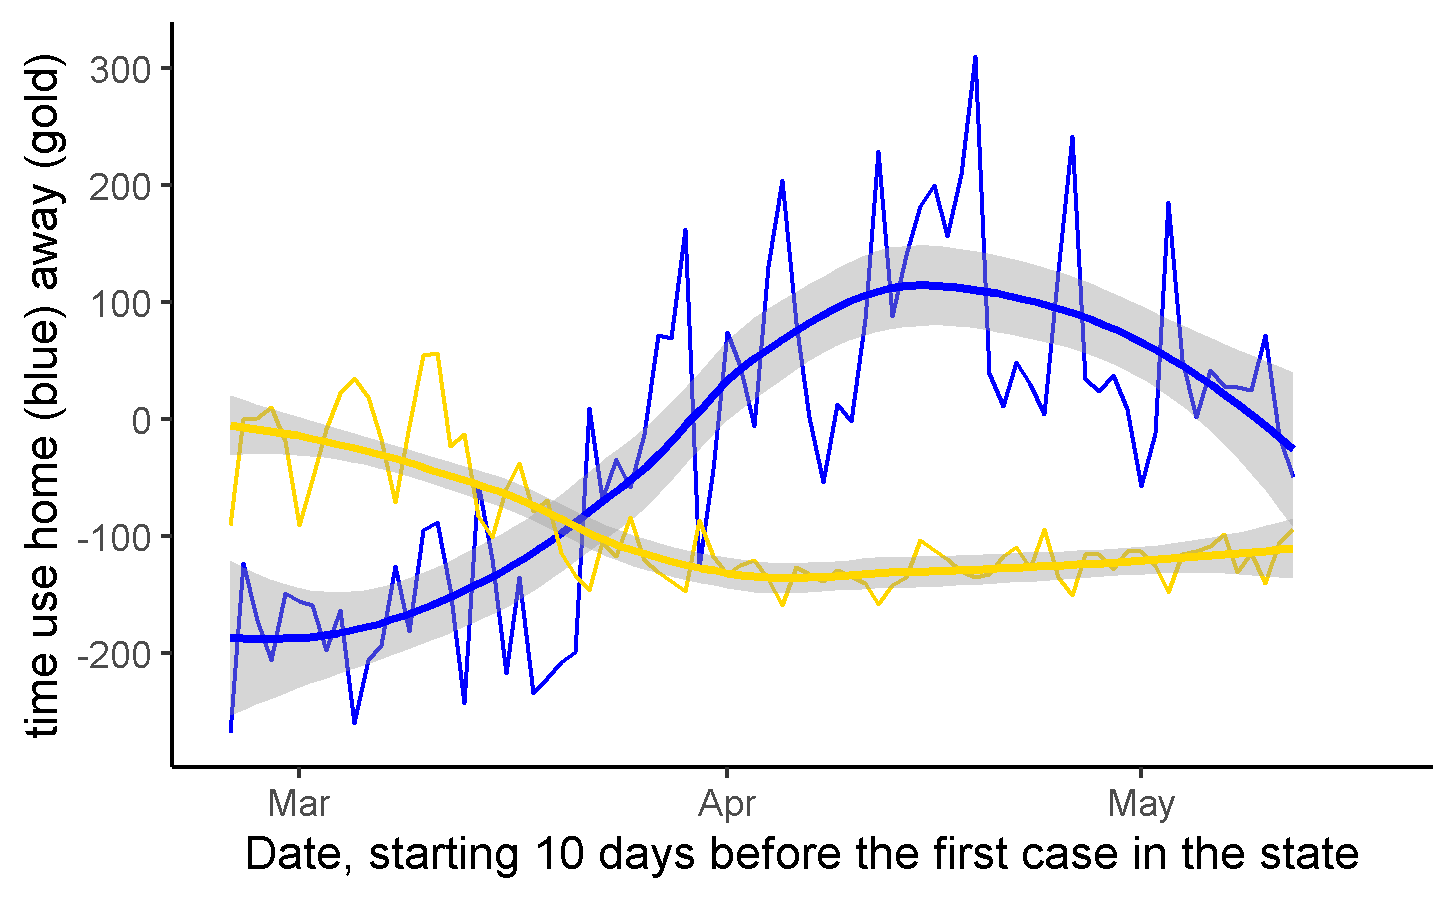 time use home (blue) away (gold)
300
200
100
0
-100
-200
Mar
Apr
May
Date, starting 10 days before the first case in the state